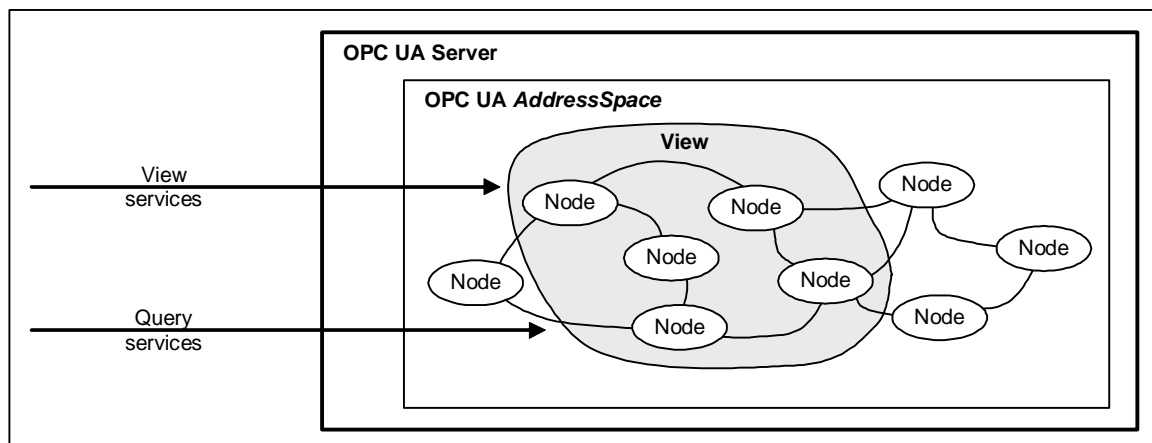 OPC UA Server
OPC UA AddressSpace
View
View
services
Node
Node
Node
Node
Node
Node
Node
Node
Query
services
Node
Node